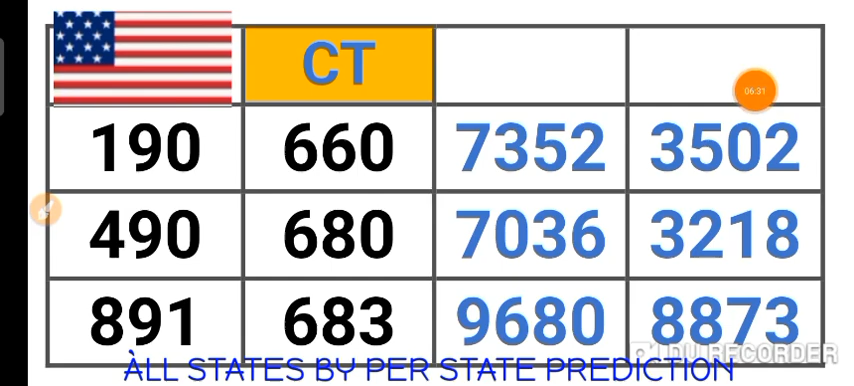 CT
06:31
190 660 7352 3502
490 680 7036 3218
891 683 9680 8873
DU RECORDER
ÀLL STATES BY PER STATE PREDICTION